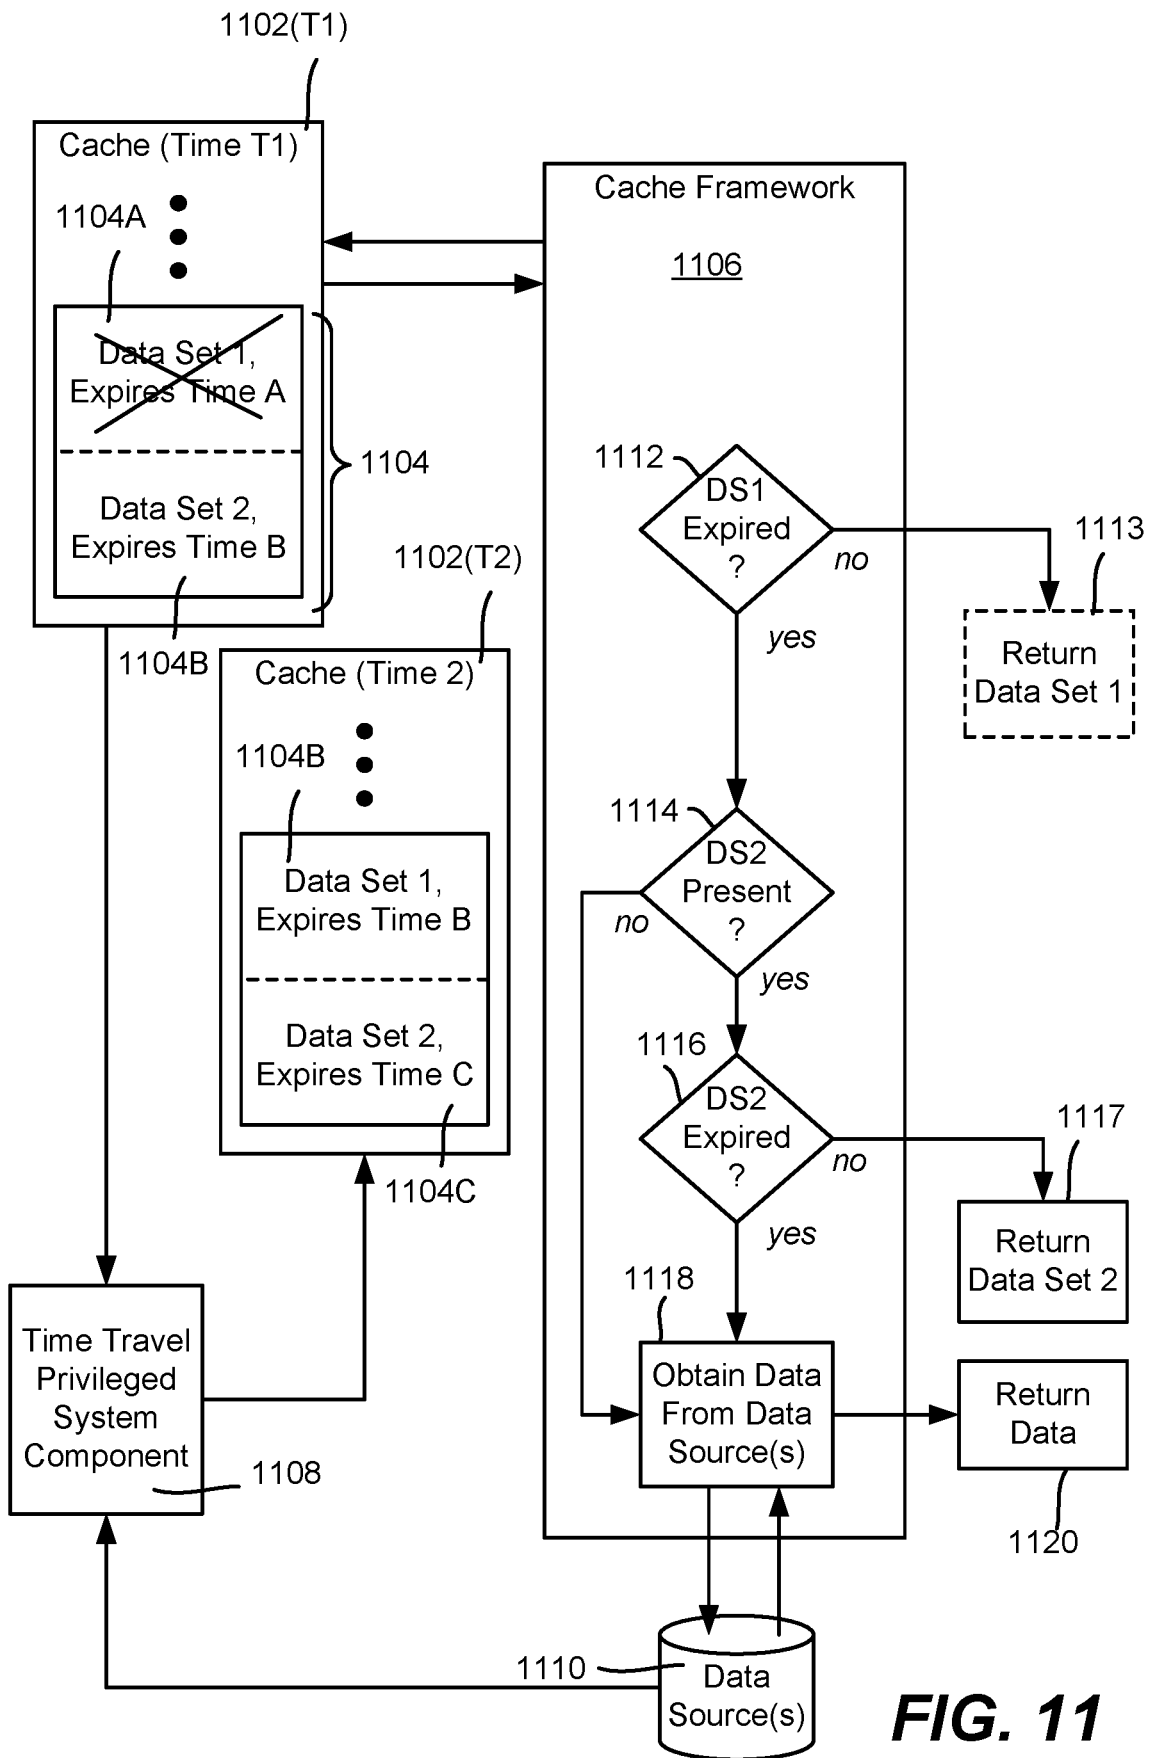 1102(T1)
Cache (Time T1)
1104A
Data Set 1,
Expires Time A
Data Set 2,
Expires Time B
1104
1104B
1102(T2)
Cache (Time 2)
1104B
Data Set 1,
Expires Time B
Data Set 2,
Expires Time C
1104C
Time Travel
Privileged
System
Component
1108
Cache Framework
1106
1112
DS1
Expired
?
no
yes
1113
Return
Data Set 1
1114
DS2
Present
?
no
yes
1116
DS2
Expired
?
no
yes
1117
Return
Data Set 2
1118
Obtain Data
From Data
Source(s)
Return
Data
1120
1110
Data
Source(s)
FIG. 11